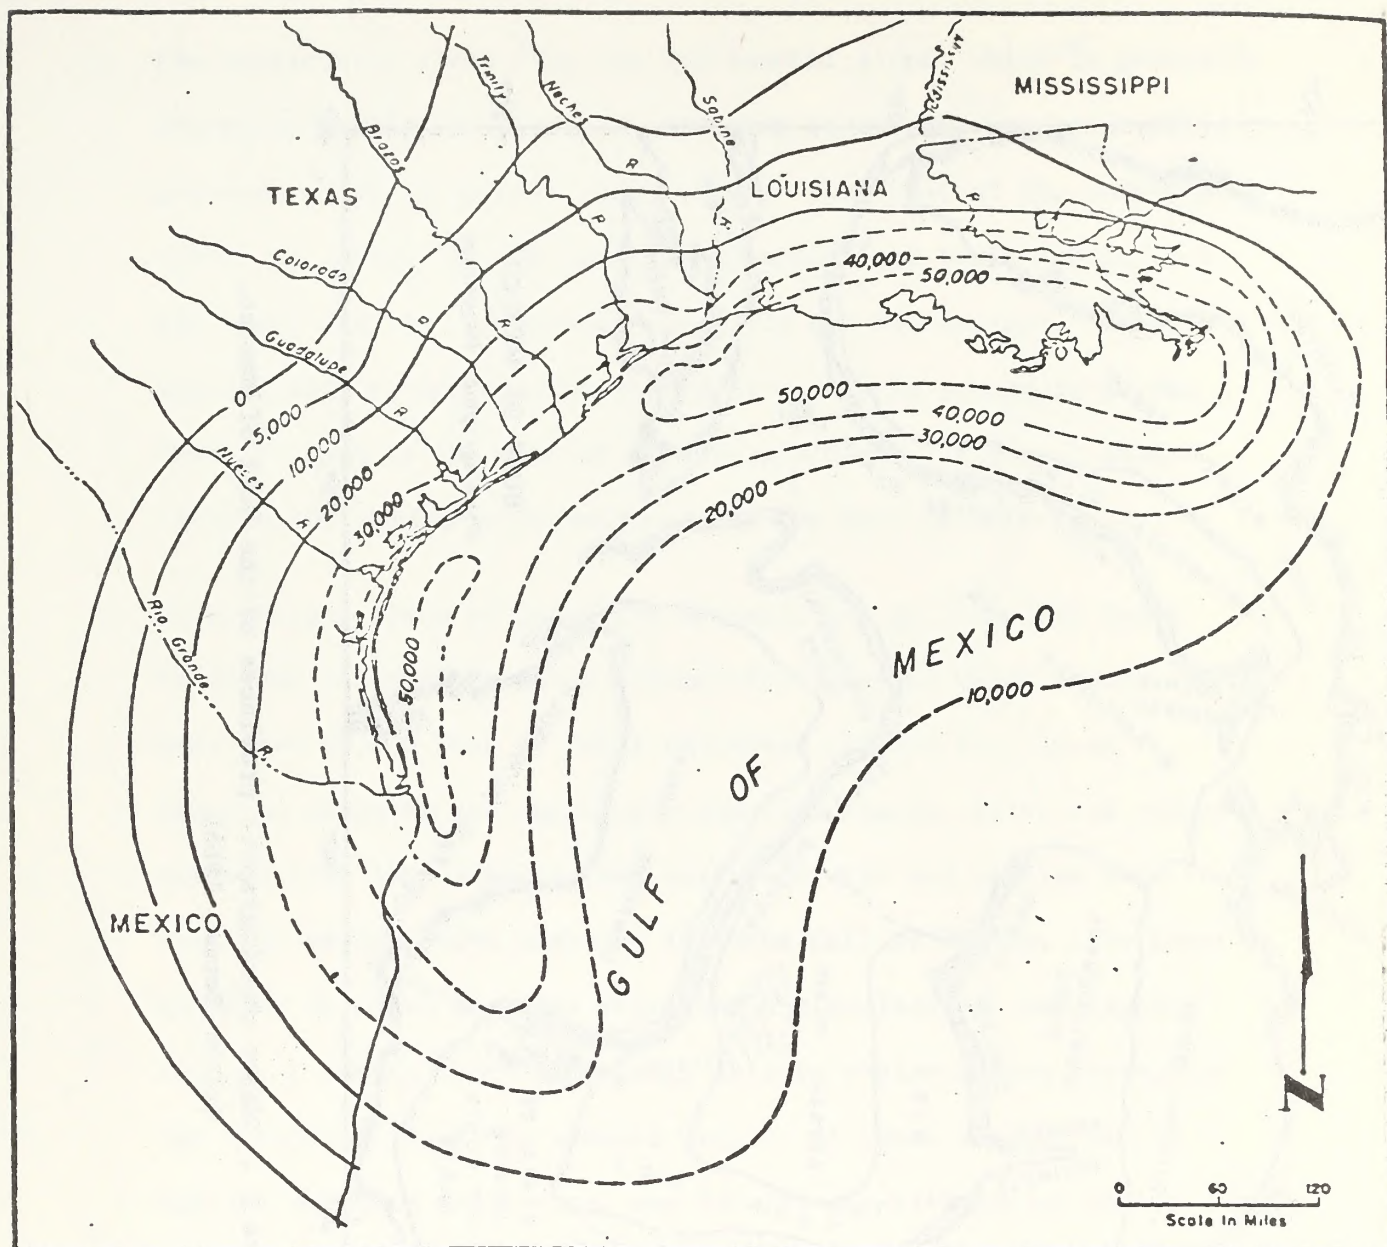 MISSISSIPPI
Mississippi
Trinity
Neches
Sabine
Brazos
R
TEXAS
LOUISIANA
R
R
R
Colorado
40,000
50,000
R
R
Guadalupe
50,000
0
R
40,000
5,000
30,000
10,000
Nueces
20,000
20,000
30,000
R
Rio Grande
R.
50,000
MEXICO
10,000
OF
GULF
MEXICO
N
0 60 120
Scale In Miles